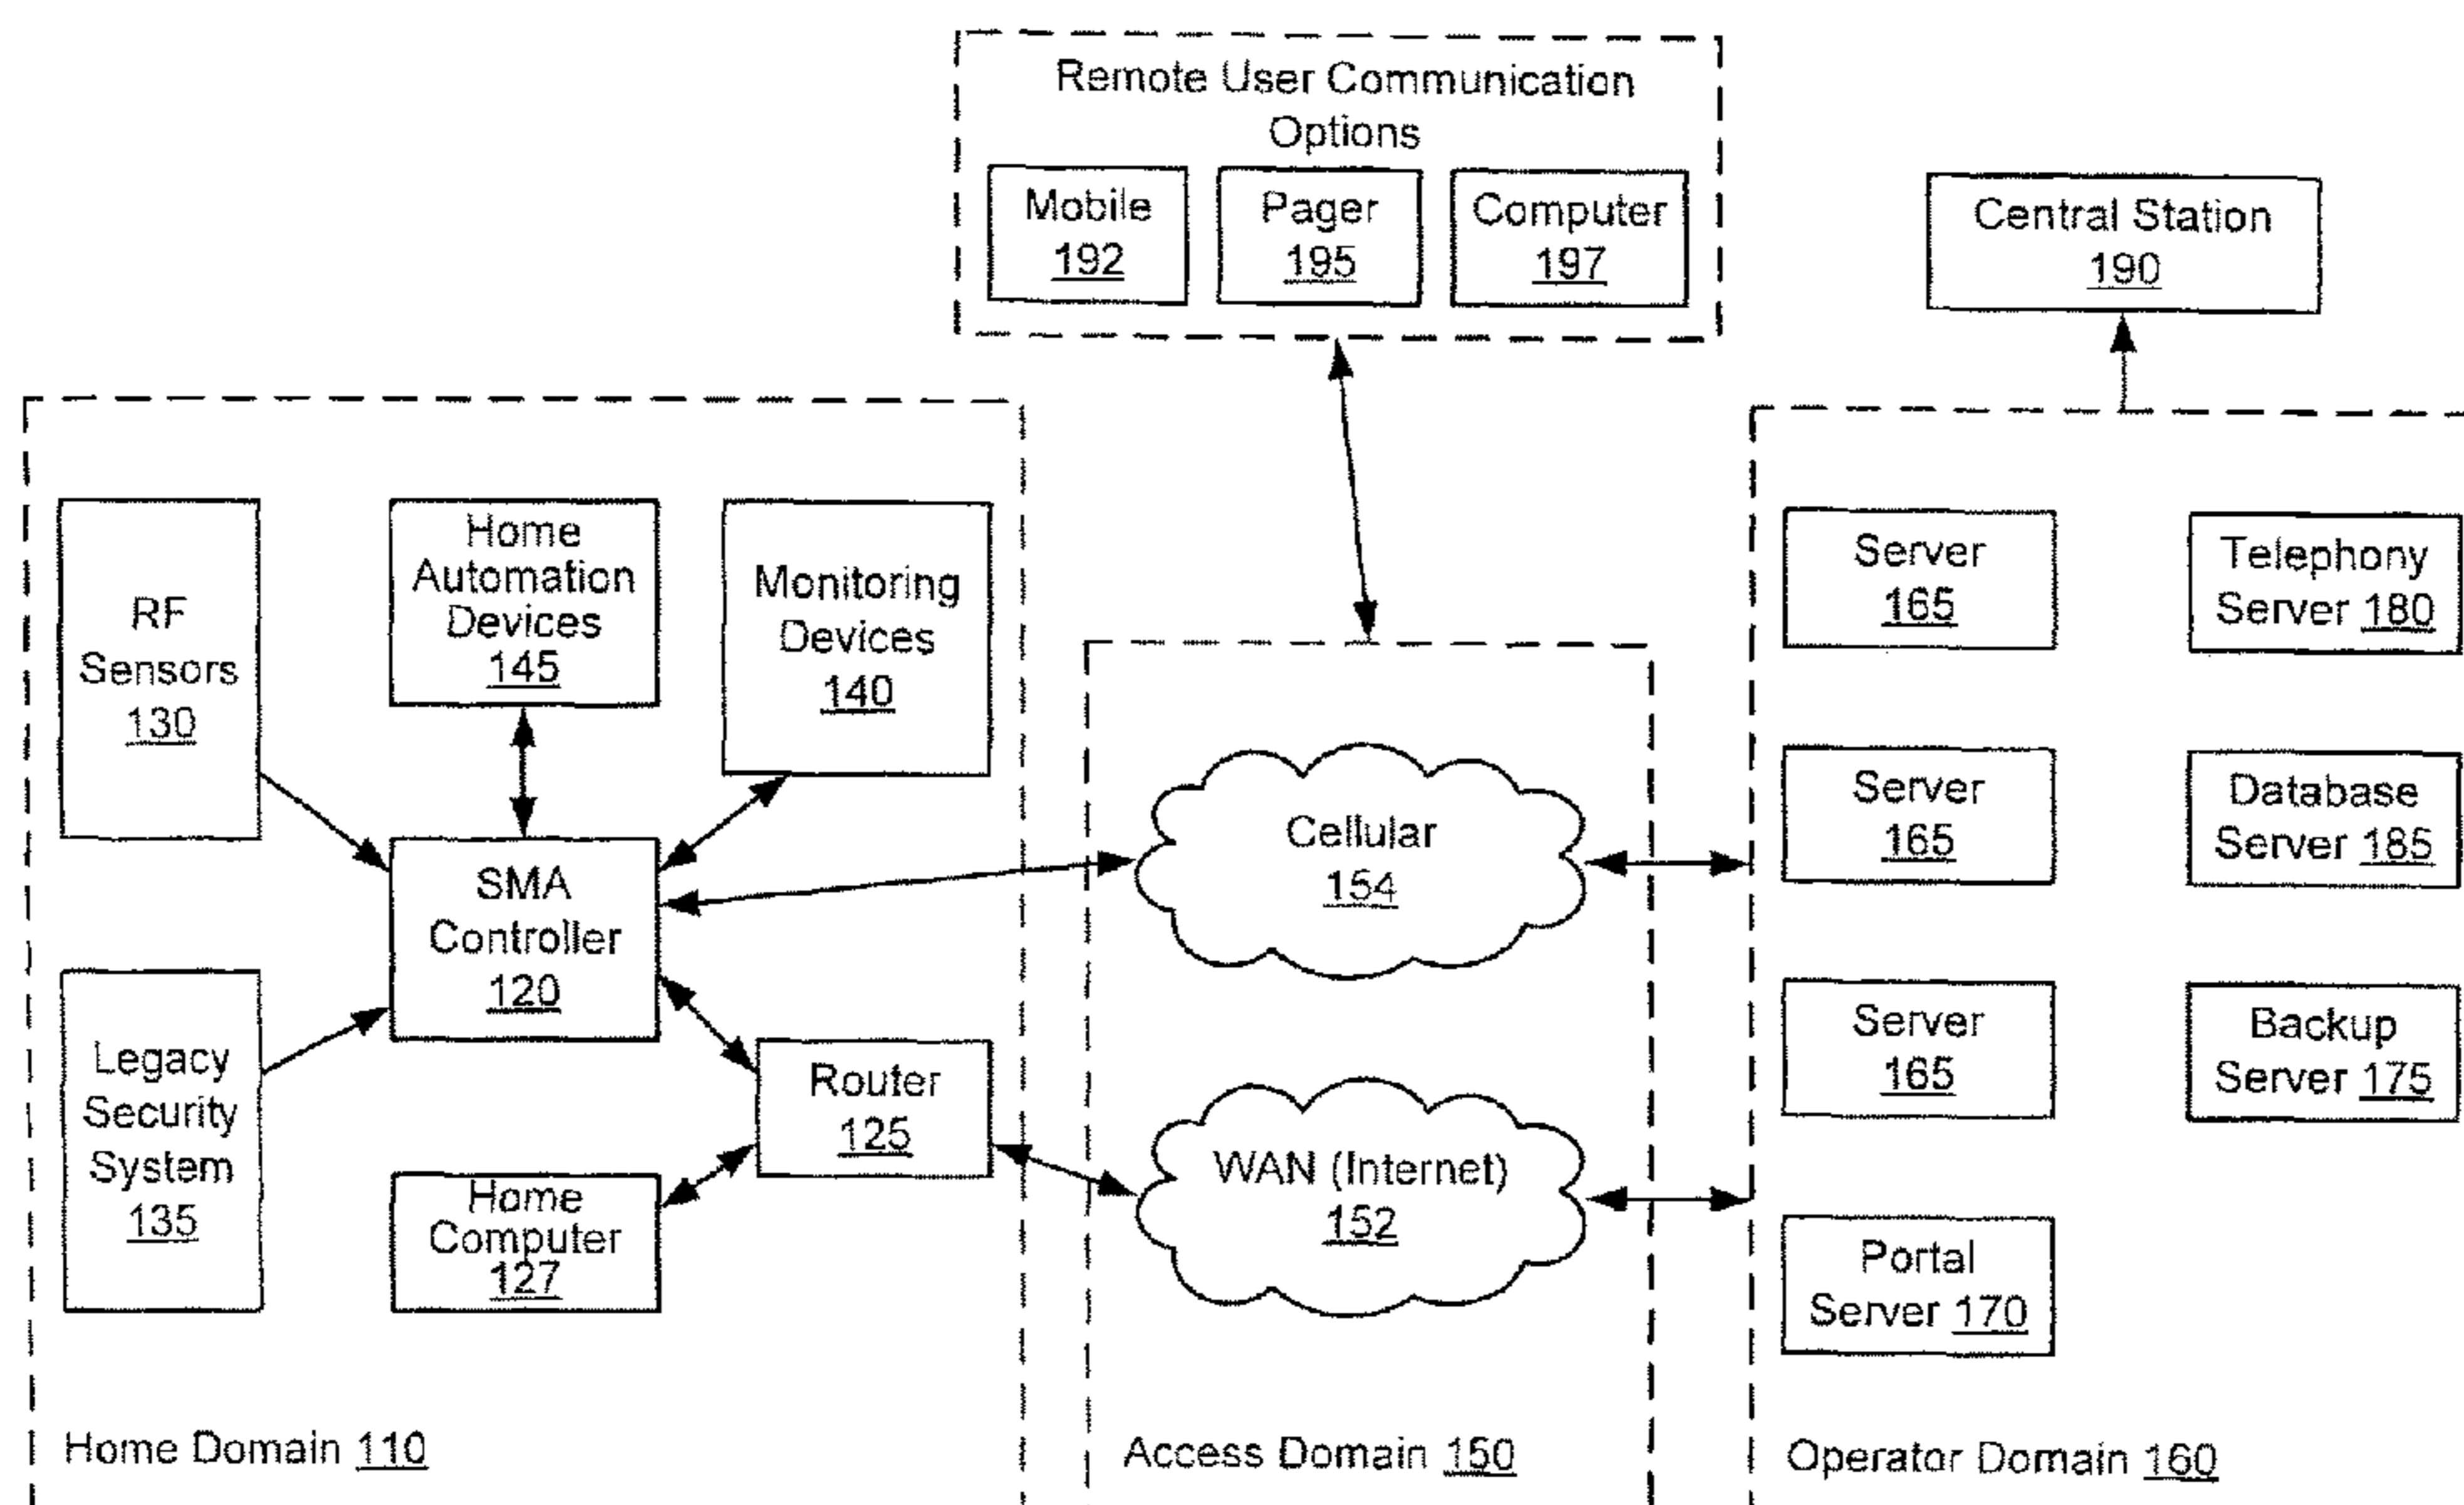 Remote User Communication
Options
Mobile
192
Pager
195
Computer
197
Central Station
190
RF
Sensors
130
Home
Automation
Devices
145
Monitoring
Devices
140
SMA
Controller
120
Legacy
Security
System
135
Router
125
Home
Computer
127
Home Domain 110
Cellular
154
WAN (Internet)
152
Access Domain 150
Server
165
Telephony
Server 180
Server
165
Database
Server 185
Server
165
Backup
Server 175
Portal
Server 170
Operator Domain 160